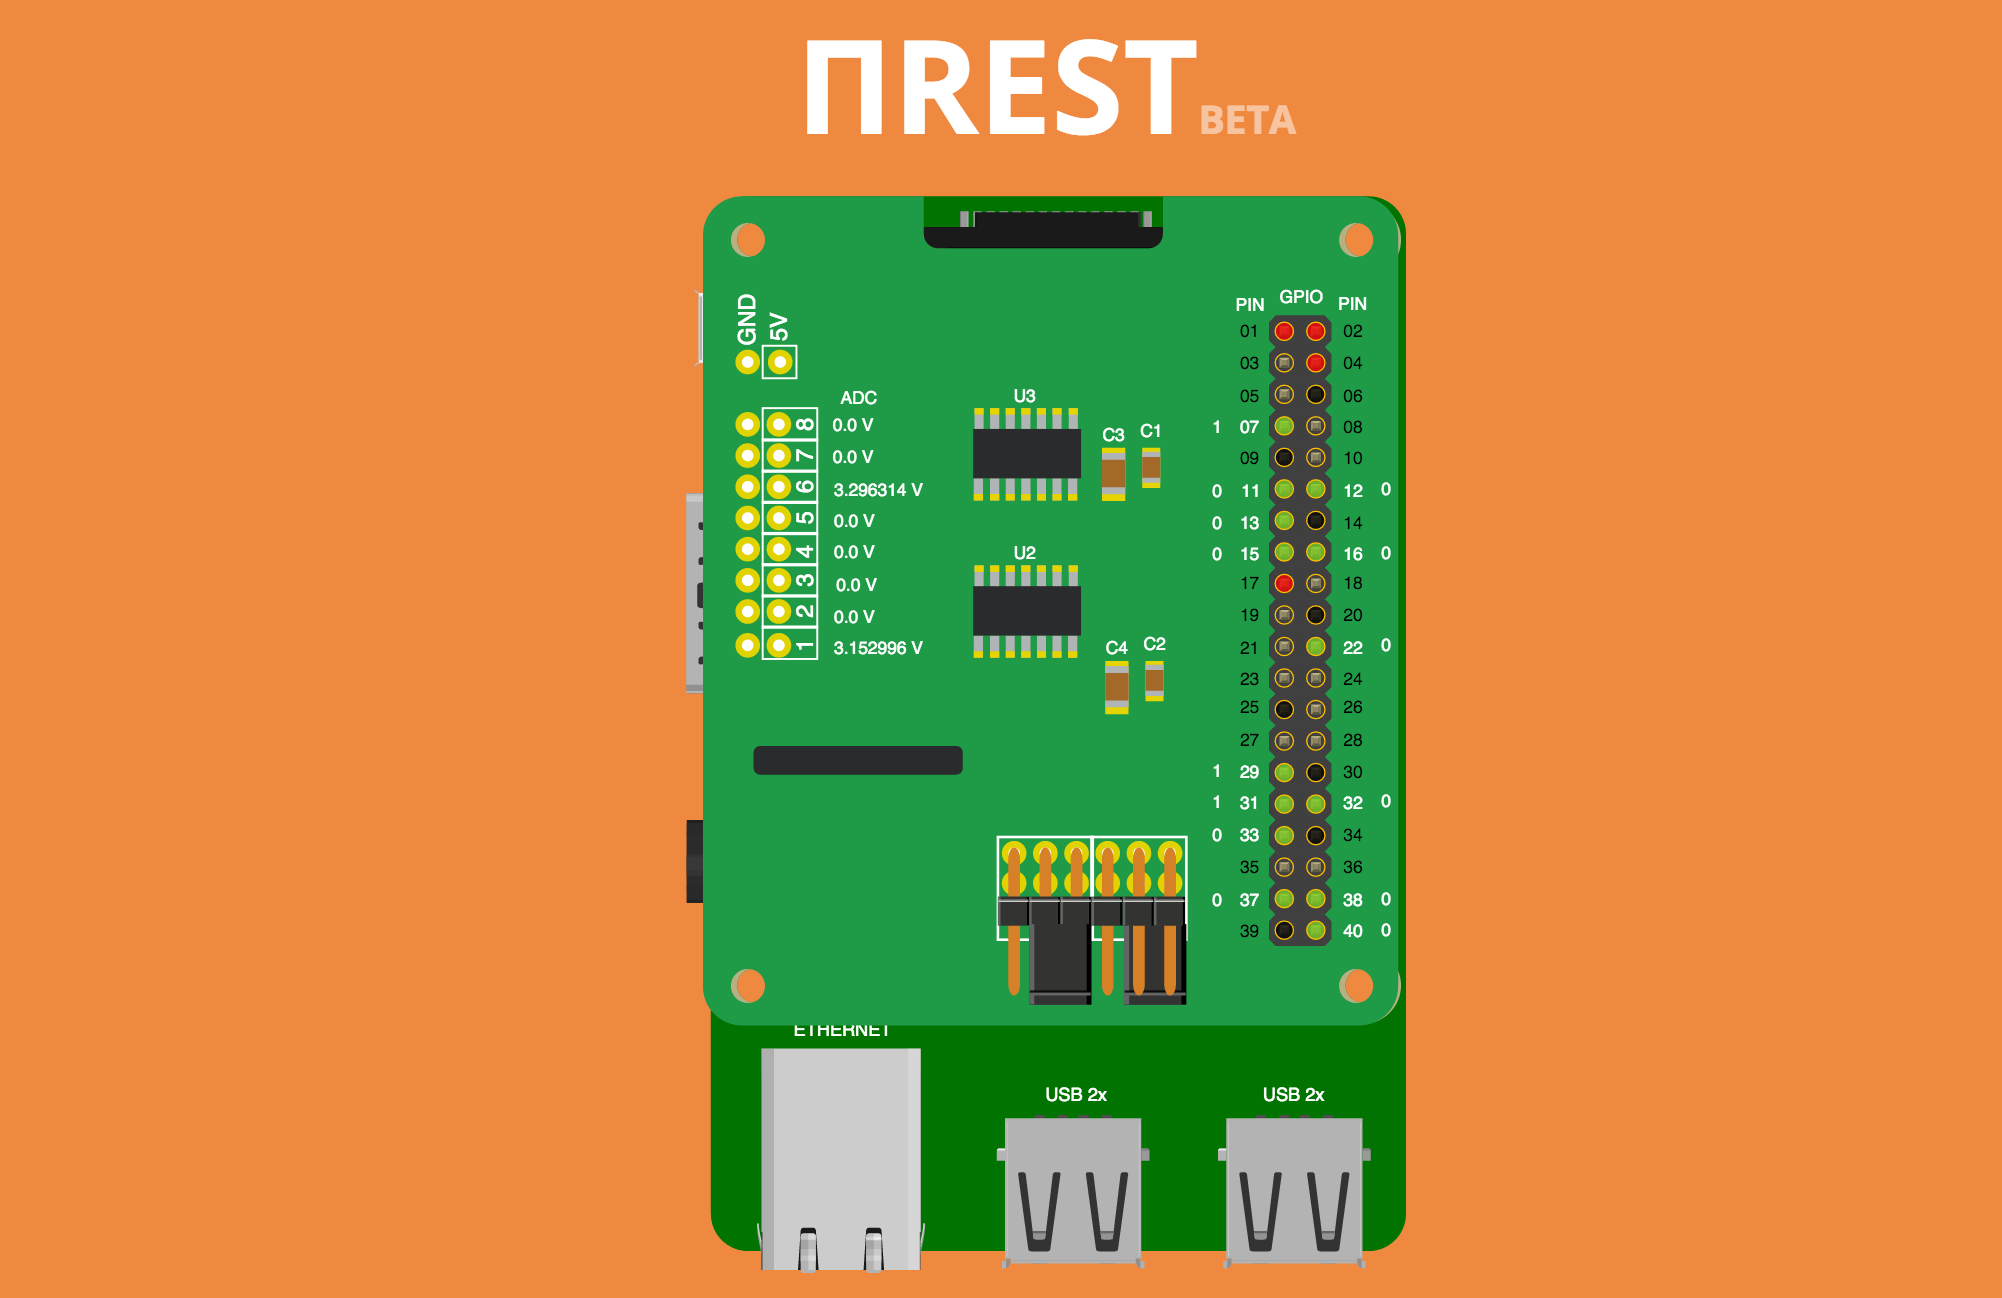 ПREST BETA
GND
5V
ADC
8 0.0 V
7 0.0 V
6 3.296314 V
5 0.0 V
4 0.0 V
3 0.0 V
2 0.0 V
1 3.152996 V
U3
C3 C1
U2
C4 C2
PIN GPIO PIN
01 02
03 04
05 06
1 07 08
09 10
0 11 12 0
0 13 14
0 15 16 0
17 18
19 20
21 22 0
23 24
25 26
27 28
1 29 30
1 31 32 0
0 33 34
35 36
0 37 38 0
39 40 0
ETHERNET
USB 2x
USB 2x